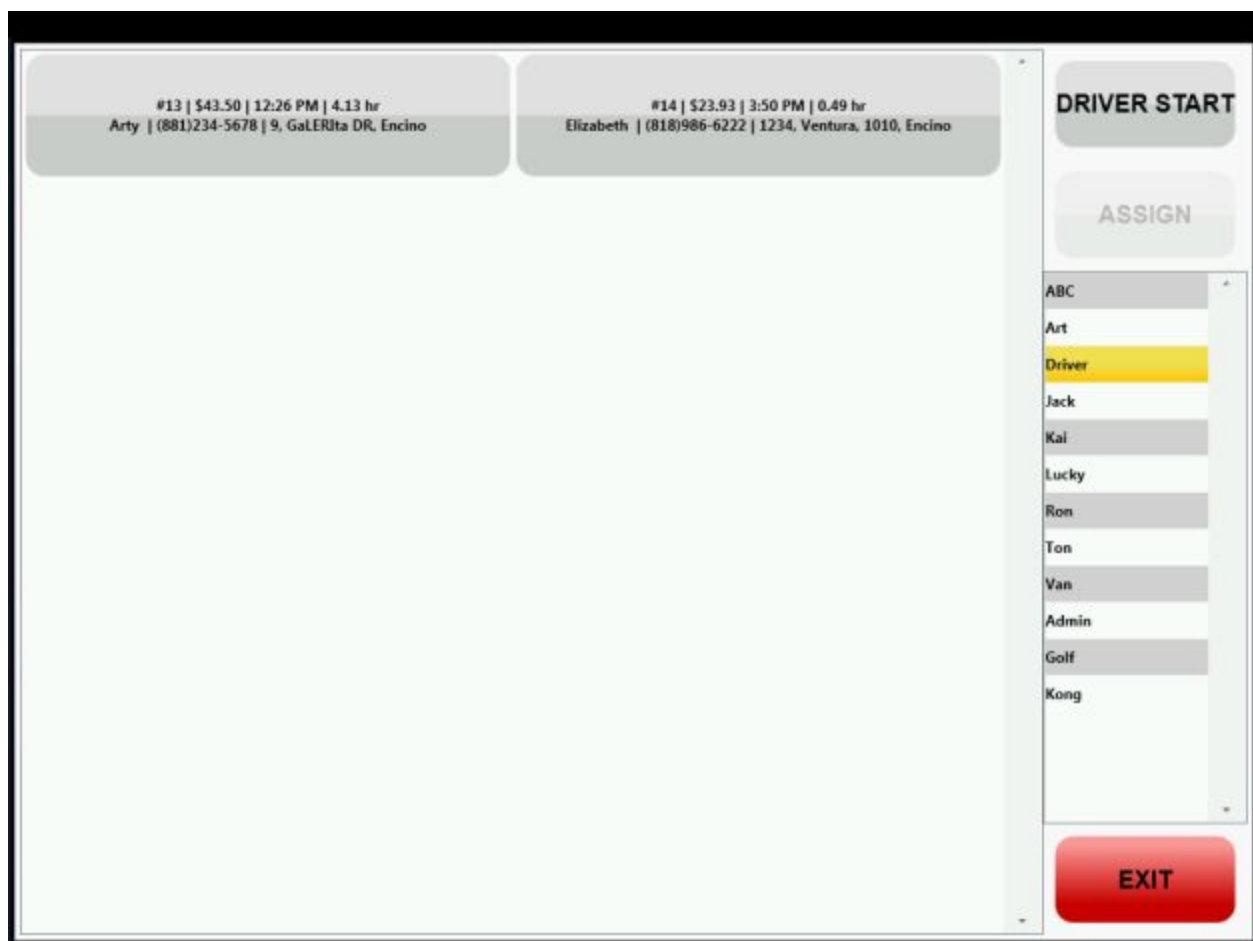 #13 | $43.50 | 12:26 PM | 4.13 hr
Arty | (881)234-5678 | 9, GaLERIta DR, Encino
#14 | $23.93 | 3:50 PM | 0.49 hr
Elizabeth | (818)986-6222 | 1234, Ventura, 1010, Encino
DRIVER START
ASSIGN
ABC
Art
Driver
Jack
Kai
Lucky
Ron
Ton
Van
Admin
Golf
Kong
EXIT